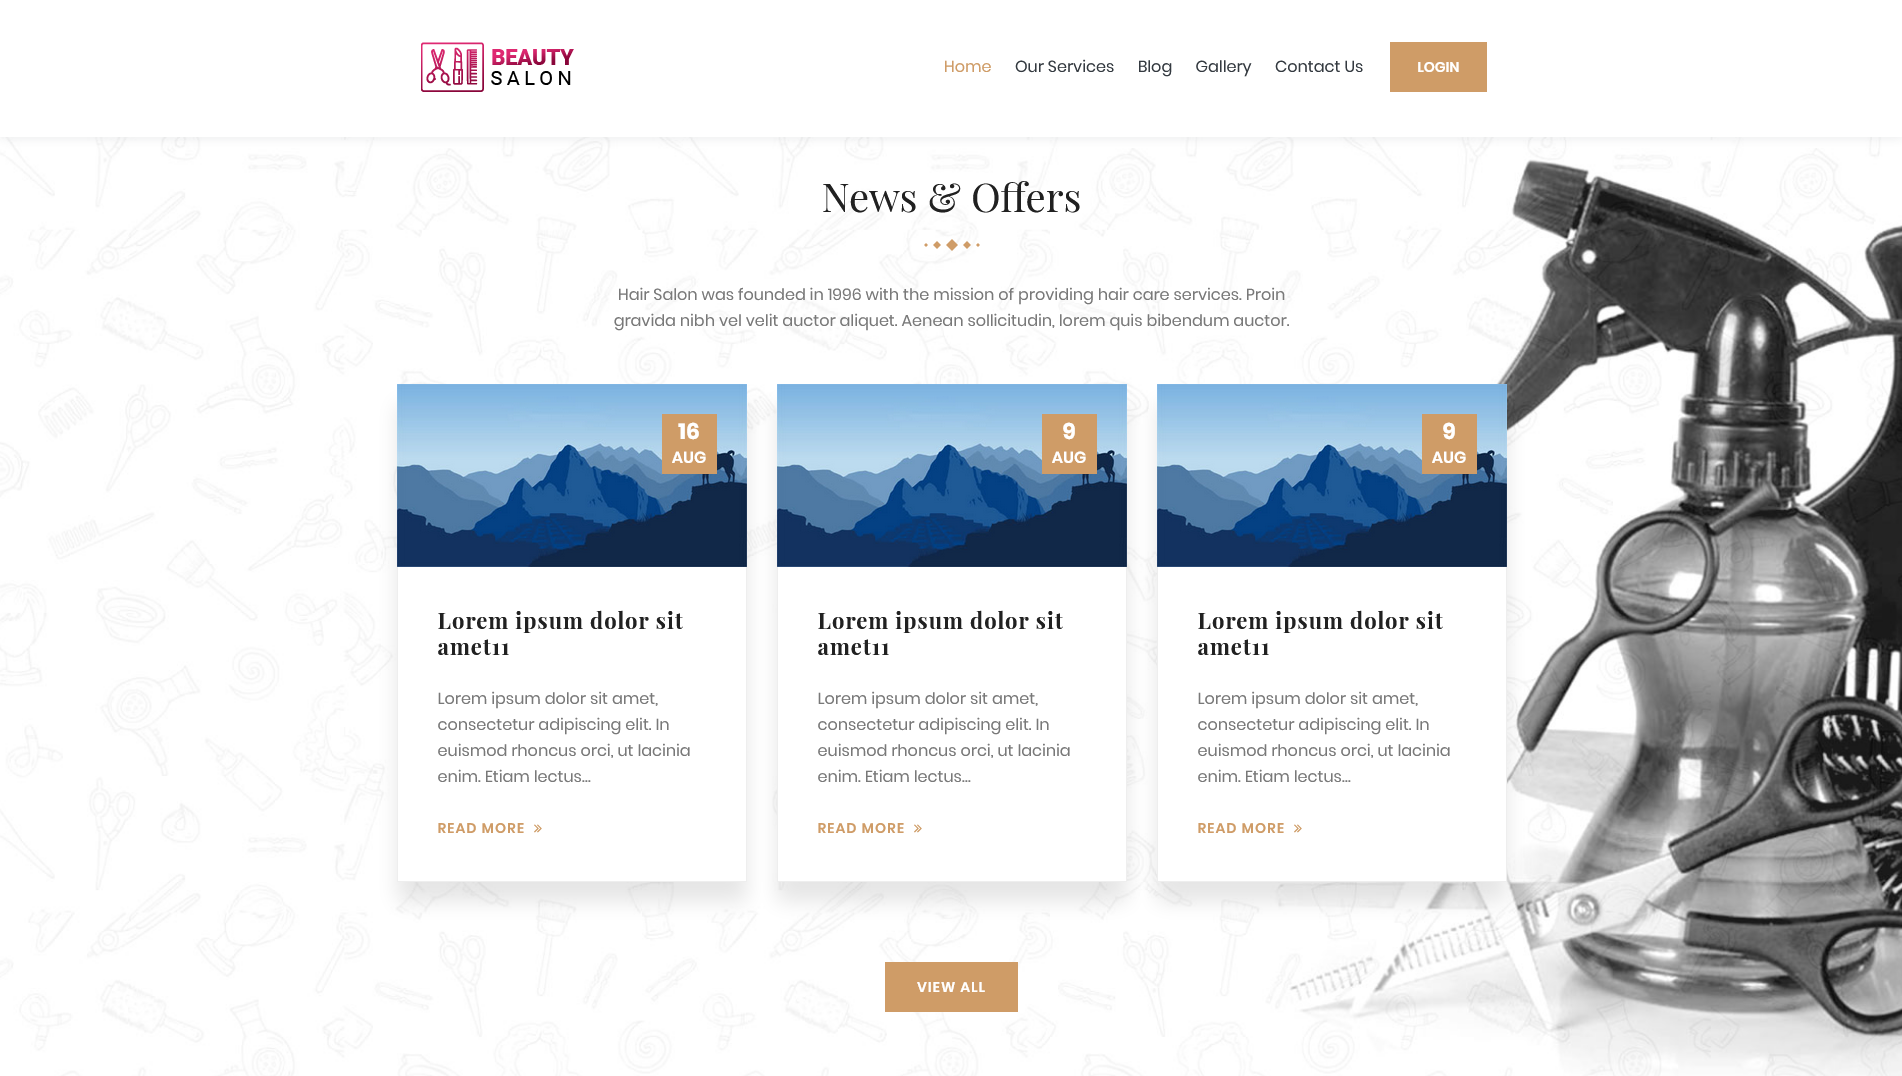 BEAUTY
SALON
Home Our Services Blog Gallery Contact Us LOGIN
News & Offers
Hair Salon was founded in 1996 with the mission of providing hair care services. Proin
gravida nibh vel velit auctor aliquet. Aenean sollicitudin, lorem quis bibendum auctor.
16
AUG
Lorem ipsum dolor sit
amet11
Lorem ipsum dolor sit amet,
consectetur adipiscing elit. In
euismod rhoncus orci, ut lacinia
enim. Etiam lectus...
READ MORE »
9
AUG
Lorem ipsum dolor sit
amet11
Lorem ipsum dolor sit amet,
consectetur adipiscing elit. In
euismod rhoncus orci, ut lacinia
enim. Etiam lectus...
READ MORE »
9
AUG
Lorem ipsum dolor sit
amet11
Lorem ipsum dolor sit amet,
consectetur adipiscing elit. In
euismod rhoncus orci, ut lacinia
enim. Etiam lectus...
READ MORE »
VIEW ALL